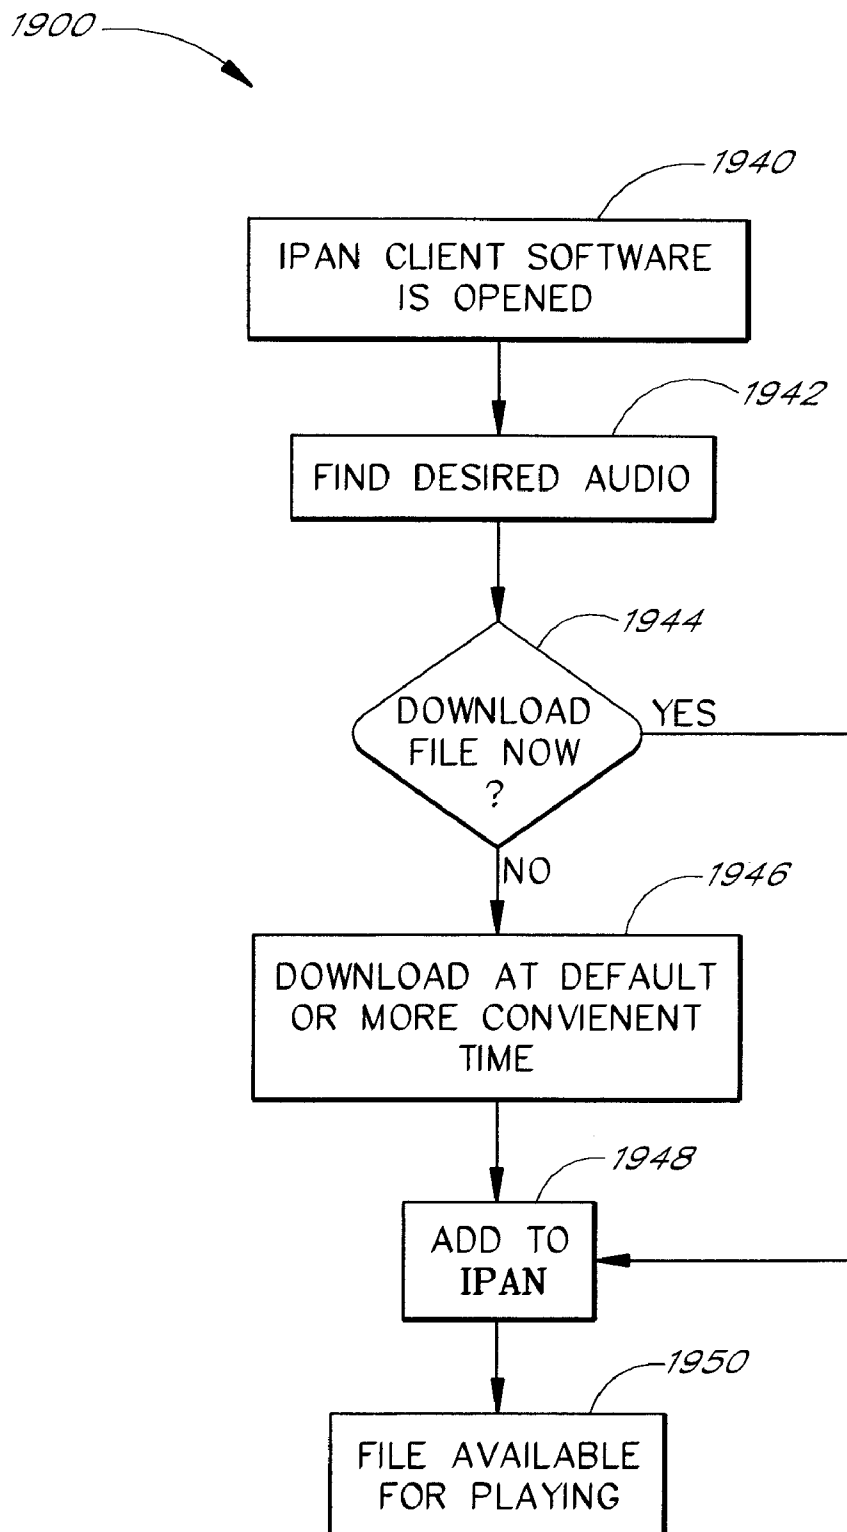 1900
1940
IPAN CLIENT SOFTWARE
IS OPENED
1942
FIND DESIRED AUDIO
1944
DOWNLOAD
FILE NOW
?
YES
NO
1946
DOWNLOAD AT DEFAULT
OR MORE CONVIENENT
TIME
1948
ADD TO
IPAN
1950
FILE AVAILABLE
FOR PLAYING